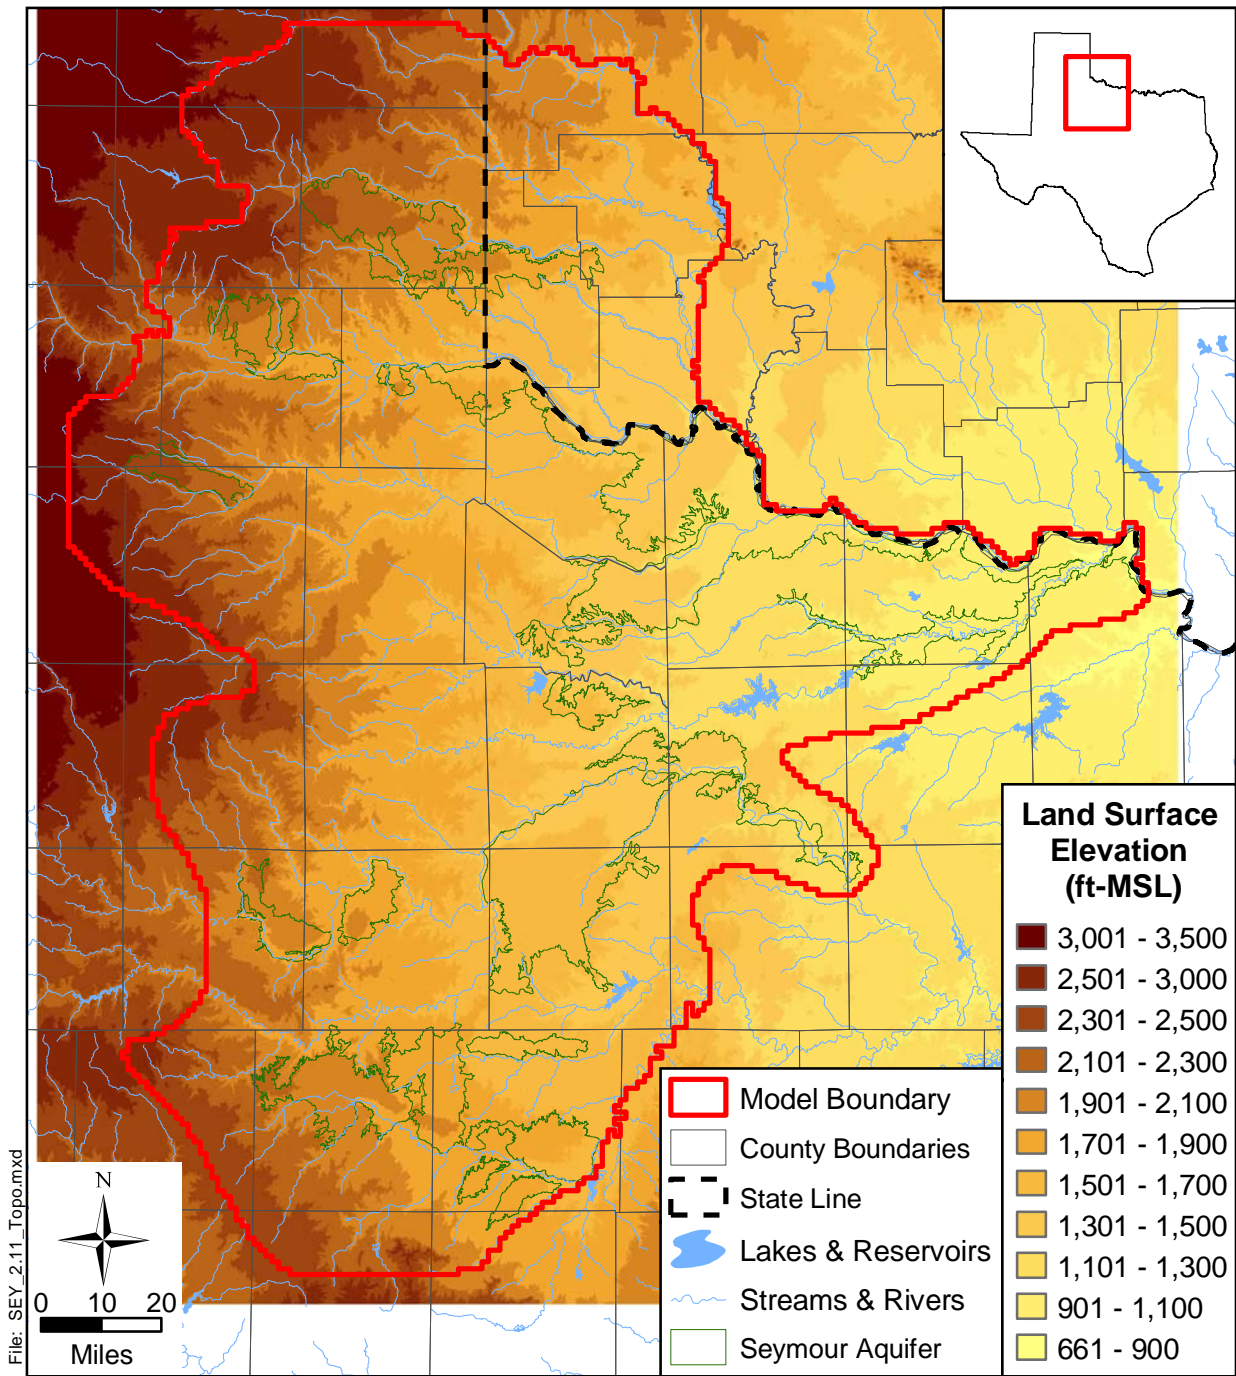 Land Surface
Elevation
(ft-MSL)
3,001 - 3,500
2,501 - 3,000
2,301 - 2,500
2,101 - 2,300
1,901 - 2,100
1,701 - 1,900
1,501 - 1,700
1,301 - 1,500
1,101 - 1,300
901 - 1,100
661 - 900
Model Boundary
County Boundaries
State Line
Lakes & Reservoirs
Streams & Rivers
Seymour Aquifer
N
0 10 20
Miles
File: SEY_2.11_Topo.mxd